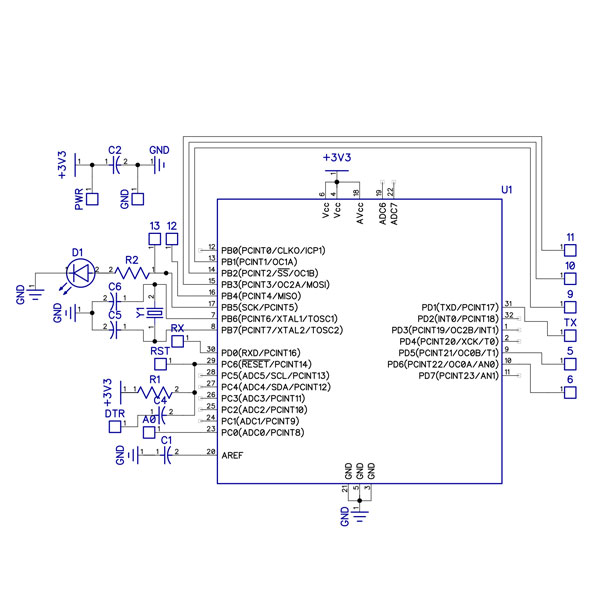 C2
+3V3
1
2
GND
1
1
PWR
GND
+3V3
U1
6
Vcc
4
Vcc
18
AVcc
19
ADC6
22
ADC7
13
12
11
10
9
TX
5
6
D1
R2
GND
C6
C5
Y1
GND
RX
RST
R1
+3V3
C4
DTR
A0
C1
GND
12 PB0(PCINT0/CLKO/ICP1)
13 PB1(PCINT1/OC1A)
14 PB2(PCINT2/SS/OC1B)
15 PB3(PCINT3/OC2A/MOSI)
16 PB4(PCINT4/MISO)
17 PB5(SCK/PCINT5)
7 PB6(PCINT6/XTAL1/TOSC1)
8 PB7(PCINT7/XTAL2/TOSC2)
30 PD0(RXD/PCINT16)
29 PC6(RESET/PCINT14)
28 PC5(ADC5/SCL/PCINT13)
27 PC4(ADC4/SDA/PCINT12)
26 PC3(ADC3/PCINT11)
25 PC2(ADC2/PCINT10)
24 PC1(ADC1/PCINT9)
23 PC0(ADC0/PCINT8)
20 AREF
PD1(TXD/PCINT17) 31
PD2(INT0/PCINT18) 32
PD3(PCINT19/OC2B/INT1) 1
PD4(PCINT20/XCK/T0) 2
PD5(PCINT21/OC0B/T1) 9
PD6(PCINT22/OC0A/AN0) 10
PD7(PCINT23/AN1) 11
GND
GND
GND
21
5
3
GND